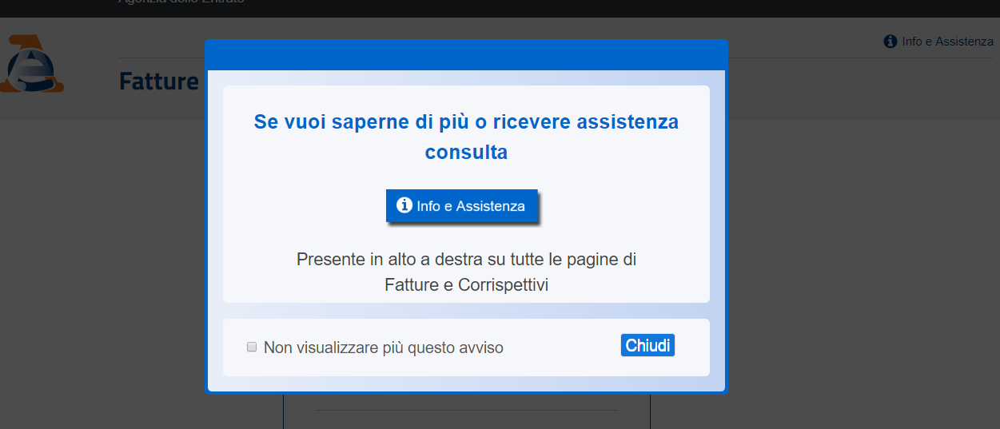 Agenzia delle Entrate
Info e Assistenza
Fatture
Se vuoi saperne di più o ricevere assistenza
consulta
Info e Assistenza
Presente in alto a destra su tutte le pagine di
Fatture e Corrispettivi
Non visualizzare più questo avviso
Chiudi